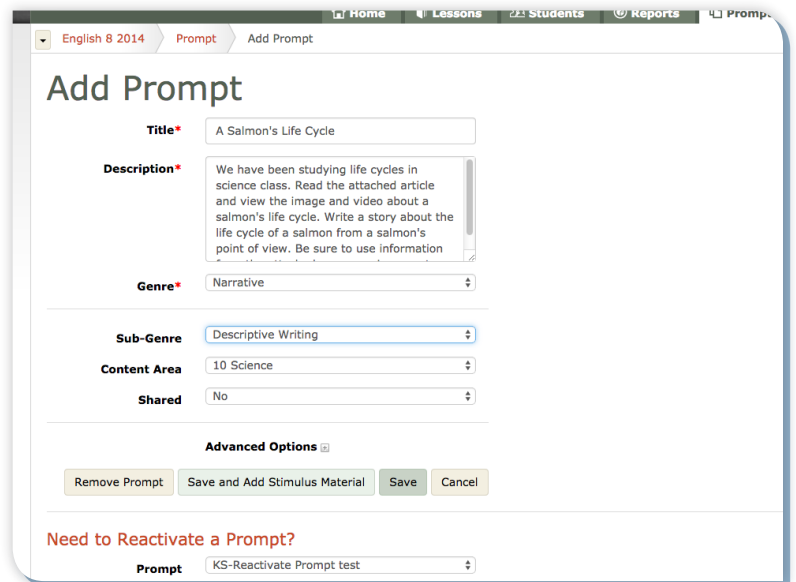 Home Lessons Students Reports Prompt
English 8 2014 Prompt Add Prompt
Add Prompt
Title* A Salmon's Life Cycle
Description* We have been studying life cycles in
science class. Read the attached article
and view the image and video about a
salmon's life cycle. Write a story about the
life cycle of a salmon from a salmon's
point of view. Be sure to use information
Genre* Narrative
Sub-Genre Descriptive Writing
Content Area 10 Science
Shared No
Advanced Options
Remove Prompt Save and Add Stimulus Material Save Cancel
Need to Reactivate a Prompt?
Prompt KS-Reactivate Prompt test